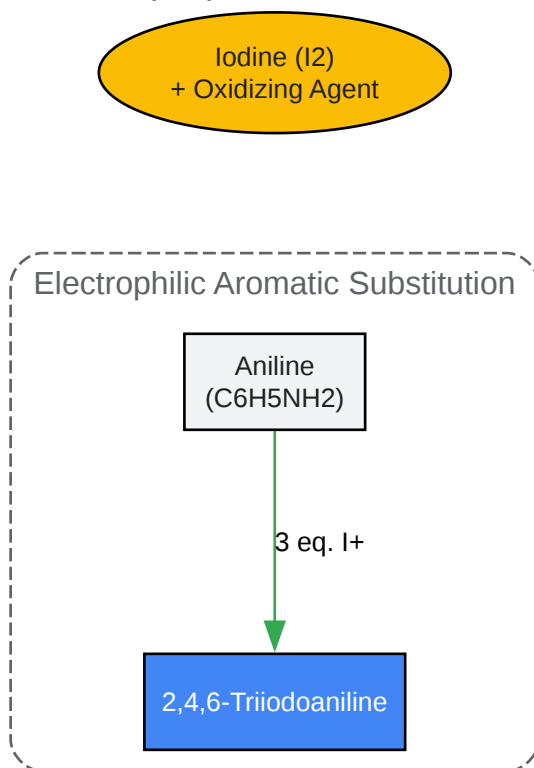 Iodine (I2)
+ Oxidizing Agent
Electrophilic Aromatic Substitution
Aniline
(C6H5NH2)
3 eq. I+
2,4,6-Triiodoaniline